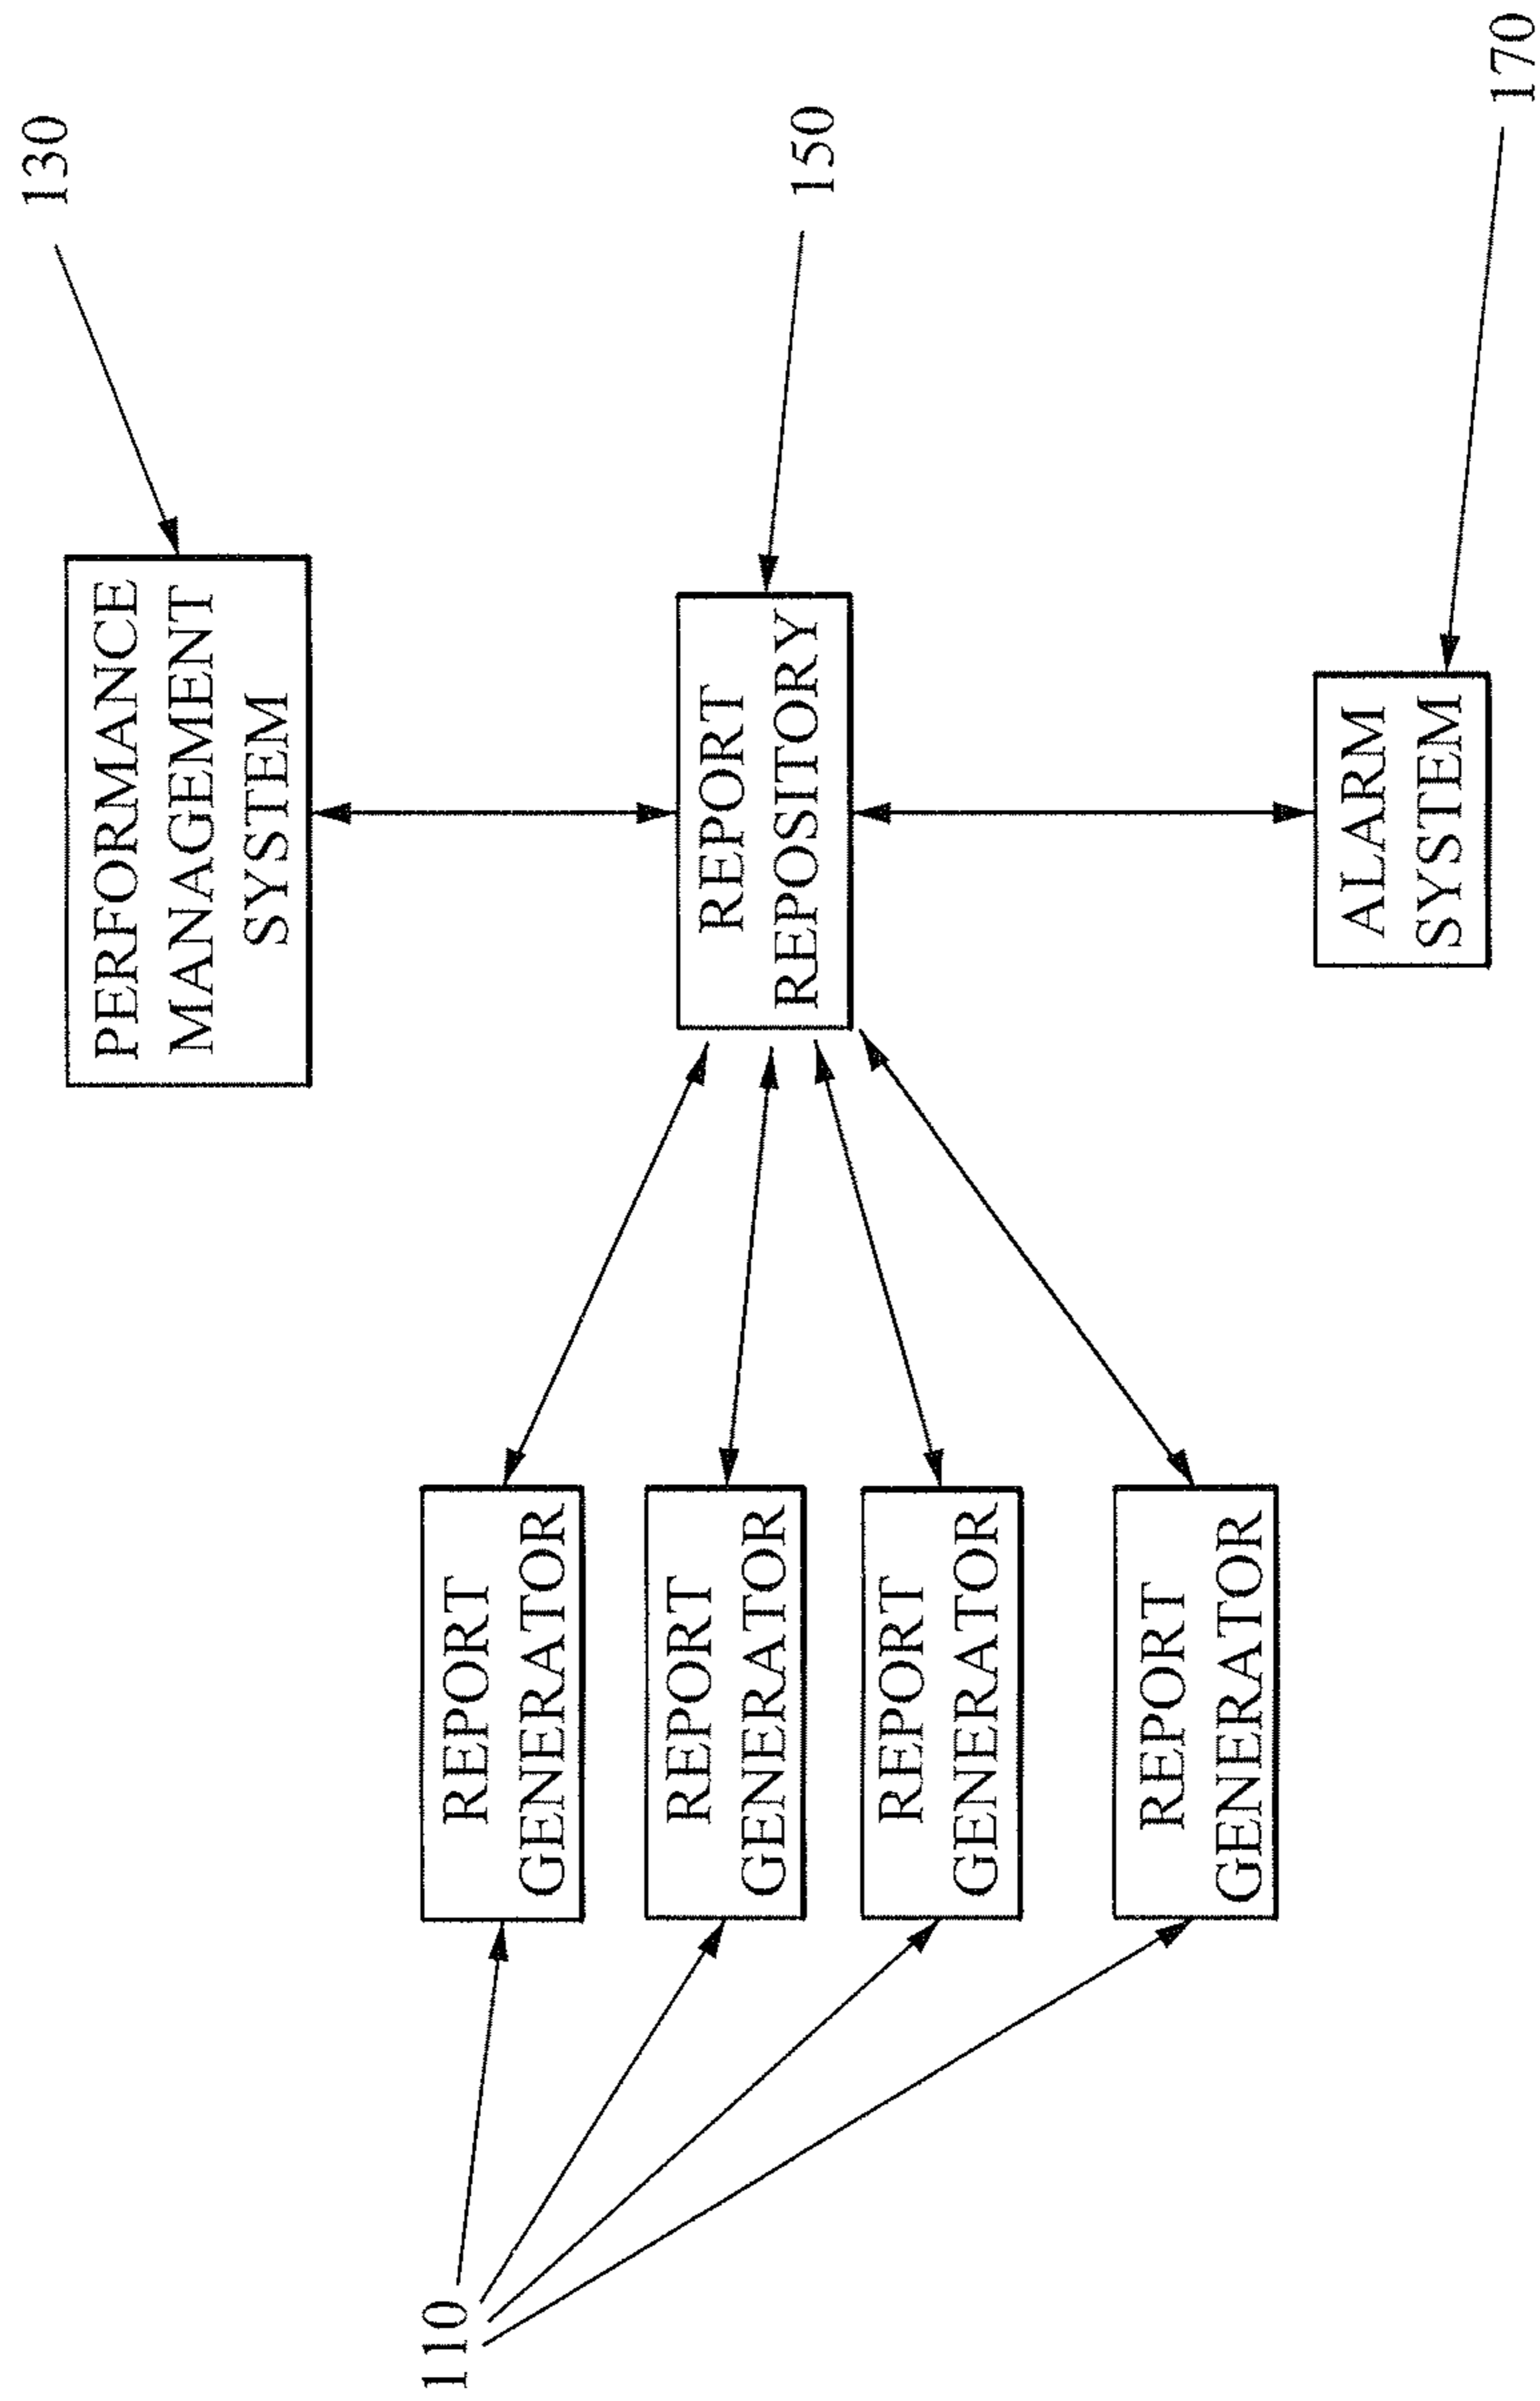 130
PERFORMANCE
MANAGEMENT
SYSTEM
110
REPORT
GENERATOR
REPORT
GENERATOR
REPORT
GENERATOR
REPORT
GENERATOR
REPORT
REPOSITORY
150
ALARM
SYSTEM
170